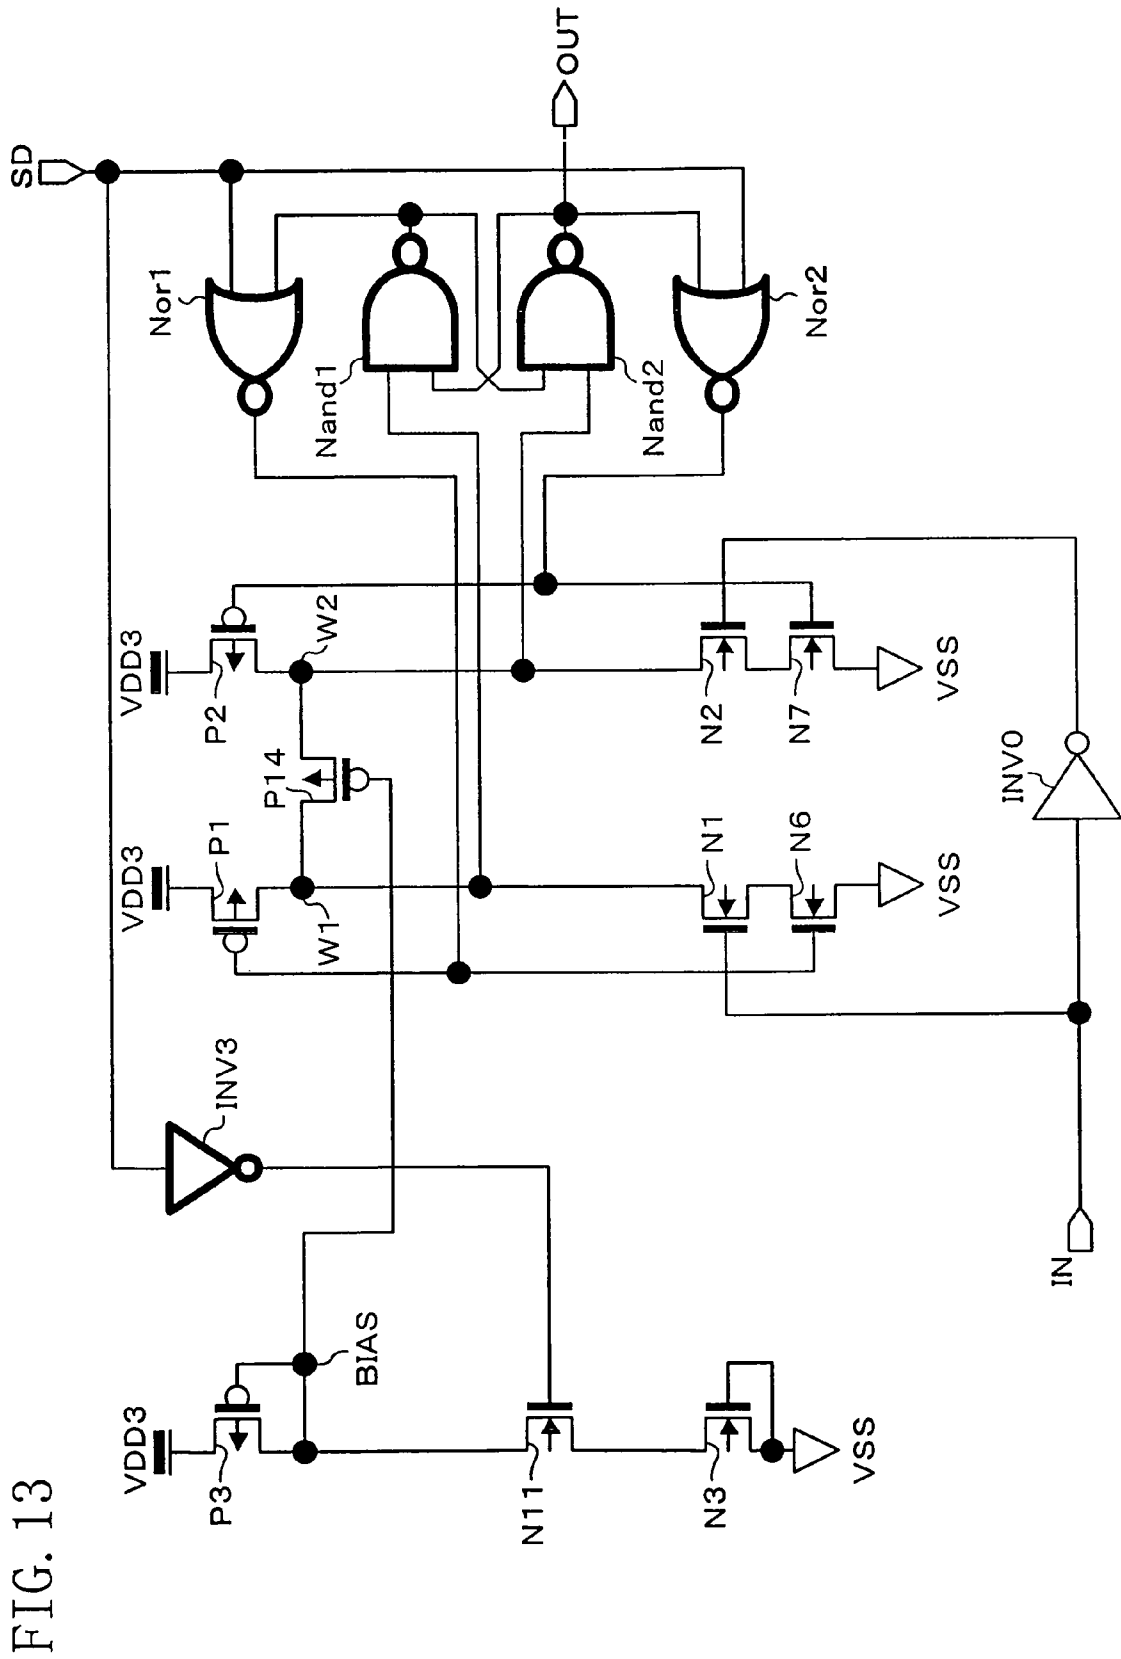 FIG. 13
SD
OUT
Nor1
Nand1
Nand2
Nor2
VDD3
VDD3
VDD3
P2
W2
P14
P1
W1
INV3
P3
BIAS
N2
N7
VSS
N1
N6
VSS
INV0
N11
N3
VSS
IN